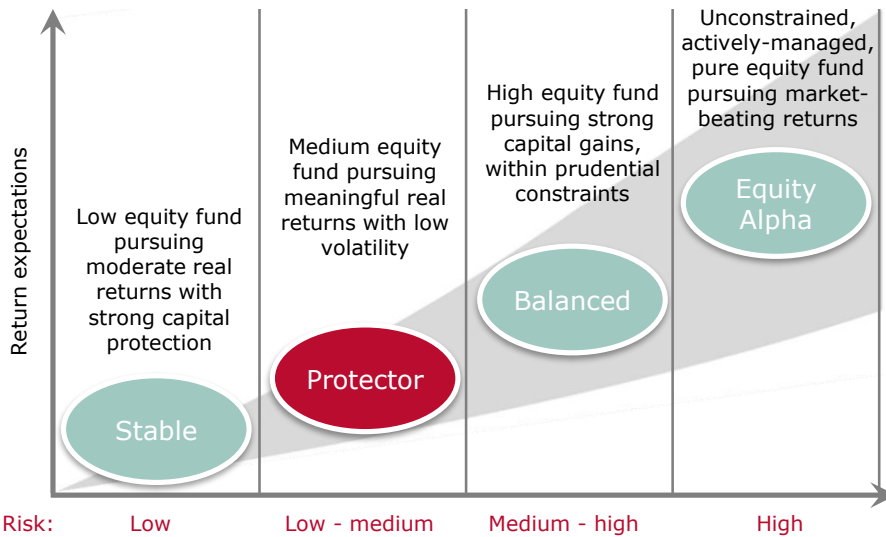 Return expectations
Low equity fund
pursuing
moderate real
returns with
strong capital
protection
Stable
Medium equity
fund pursuing
meaningful real
returns with low
volatility
Protector
High equity fund
pursuing strong
capital gains,
within prudential
constraints
Balanced
Unconstrained,
actively-managed,
pure equity fund
pursuing market-
beating returns
Equity
Alpha
Risk:
Low
Low - medium
Medium - high
High